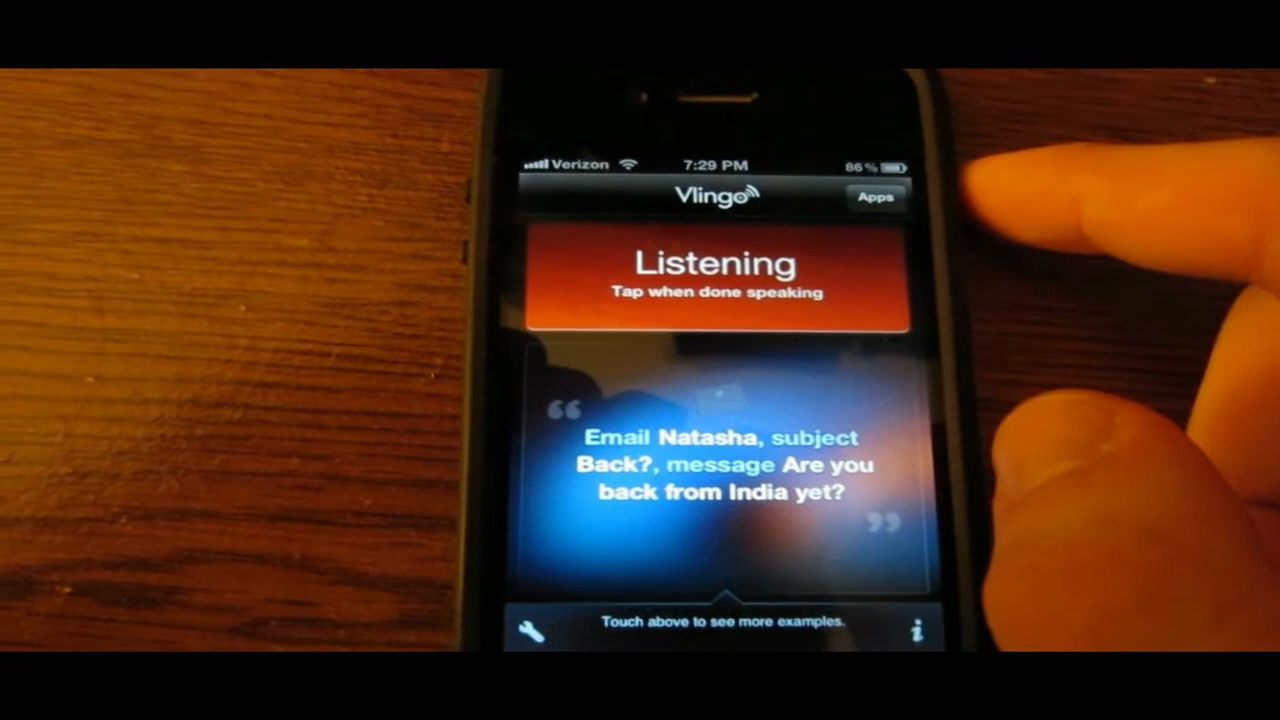 Verizon 7:29 PM 86%
Vlingo Apps
Listening
Tap when done speaking
“
Email Natasha, subject
Back?, message Are you
back from India yet?
”
Touch above to see more examples.
i